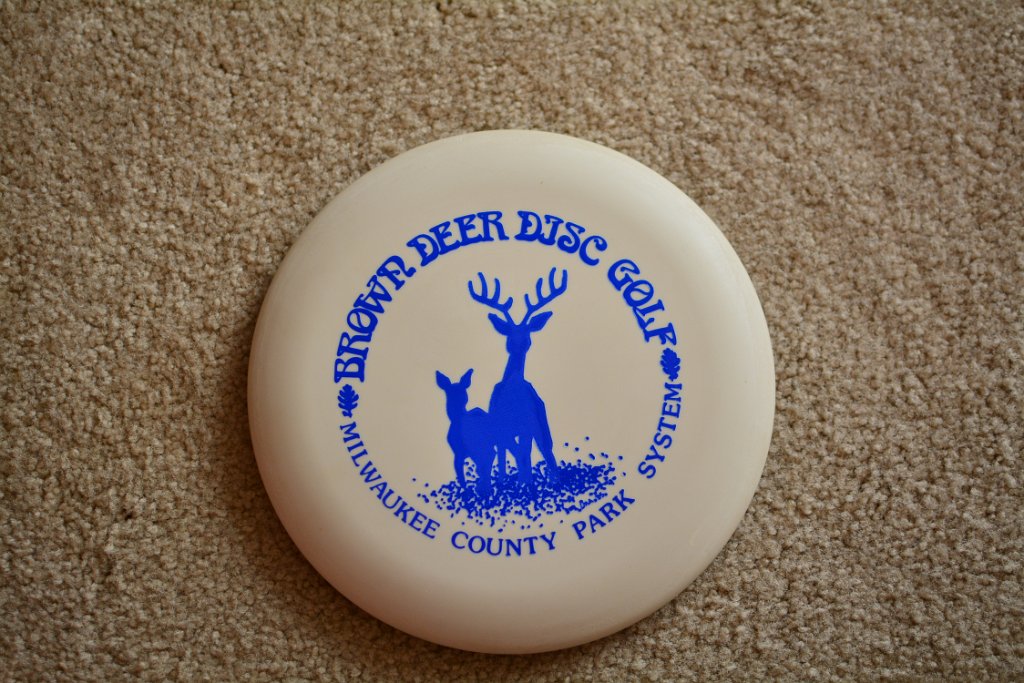 BROWN DEER DISC GOLF
MILWAUKEE COUNTY PARK SYSTEM